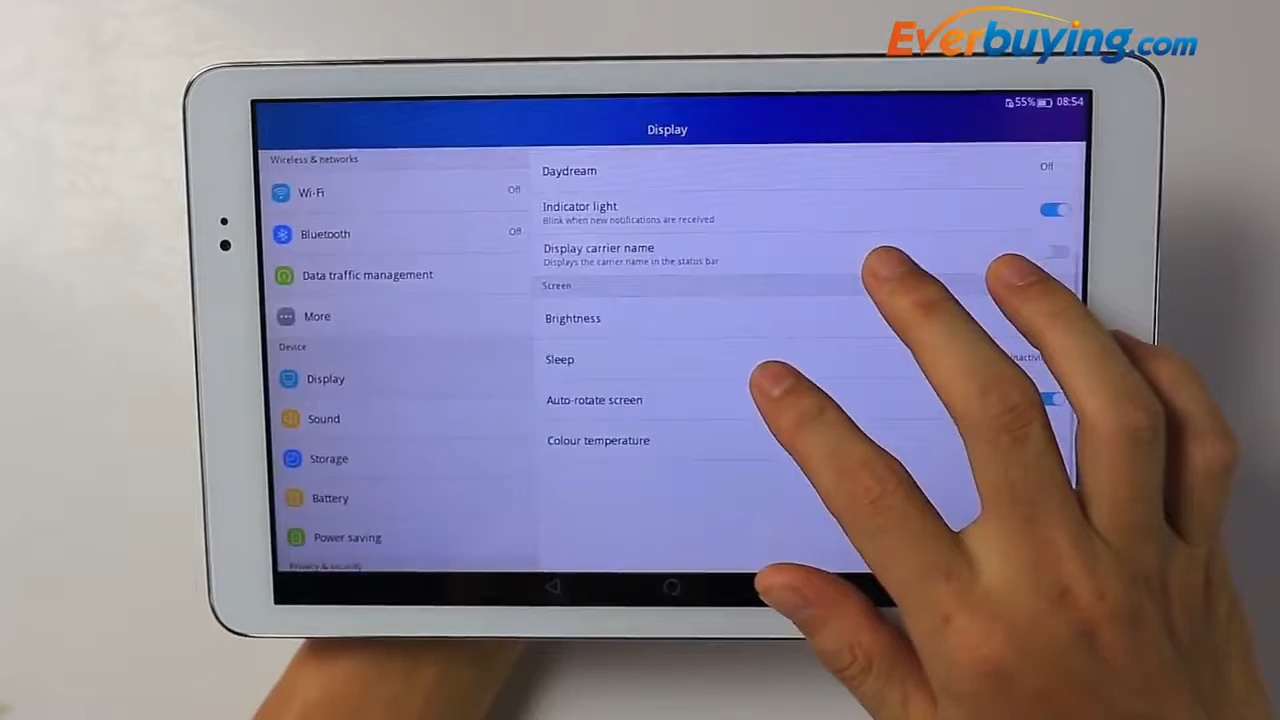 Everbuying.com
55% 08:54
Display
Wireless & networks
Wi-Fi Off
Bluetooth Off
Data traffic management
More
Device
Display
Sound
Storage
Battery
Power saving
Privacy & security
Daydream Off
Indicator light
Blink when new notifications are received
Display carrier name
Displays the carrier name in the status bar
Screen
Brightness
Sleep
Auto-rotate screen
Colour temperature